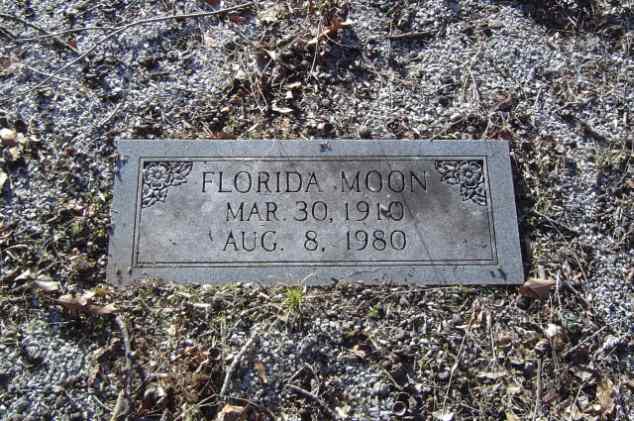 FLORIDA MOON
MAR. 30, 1910
AUG. 8, 1980